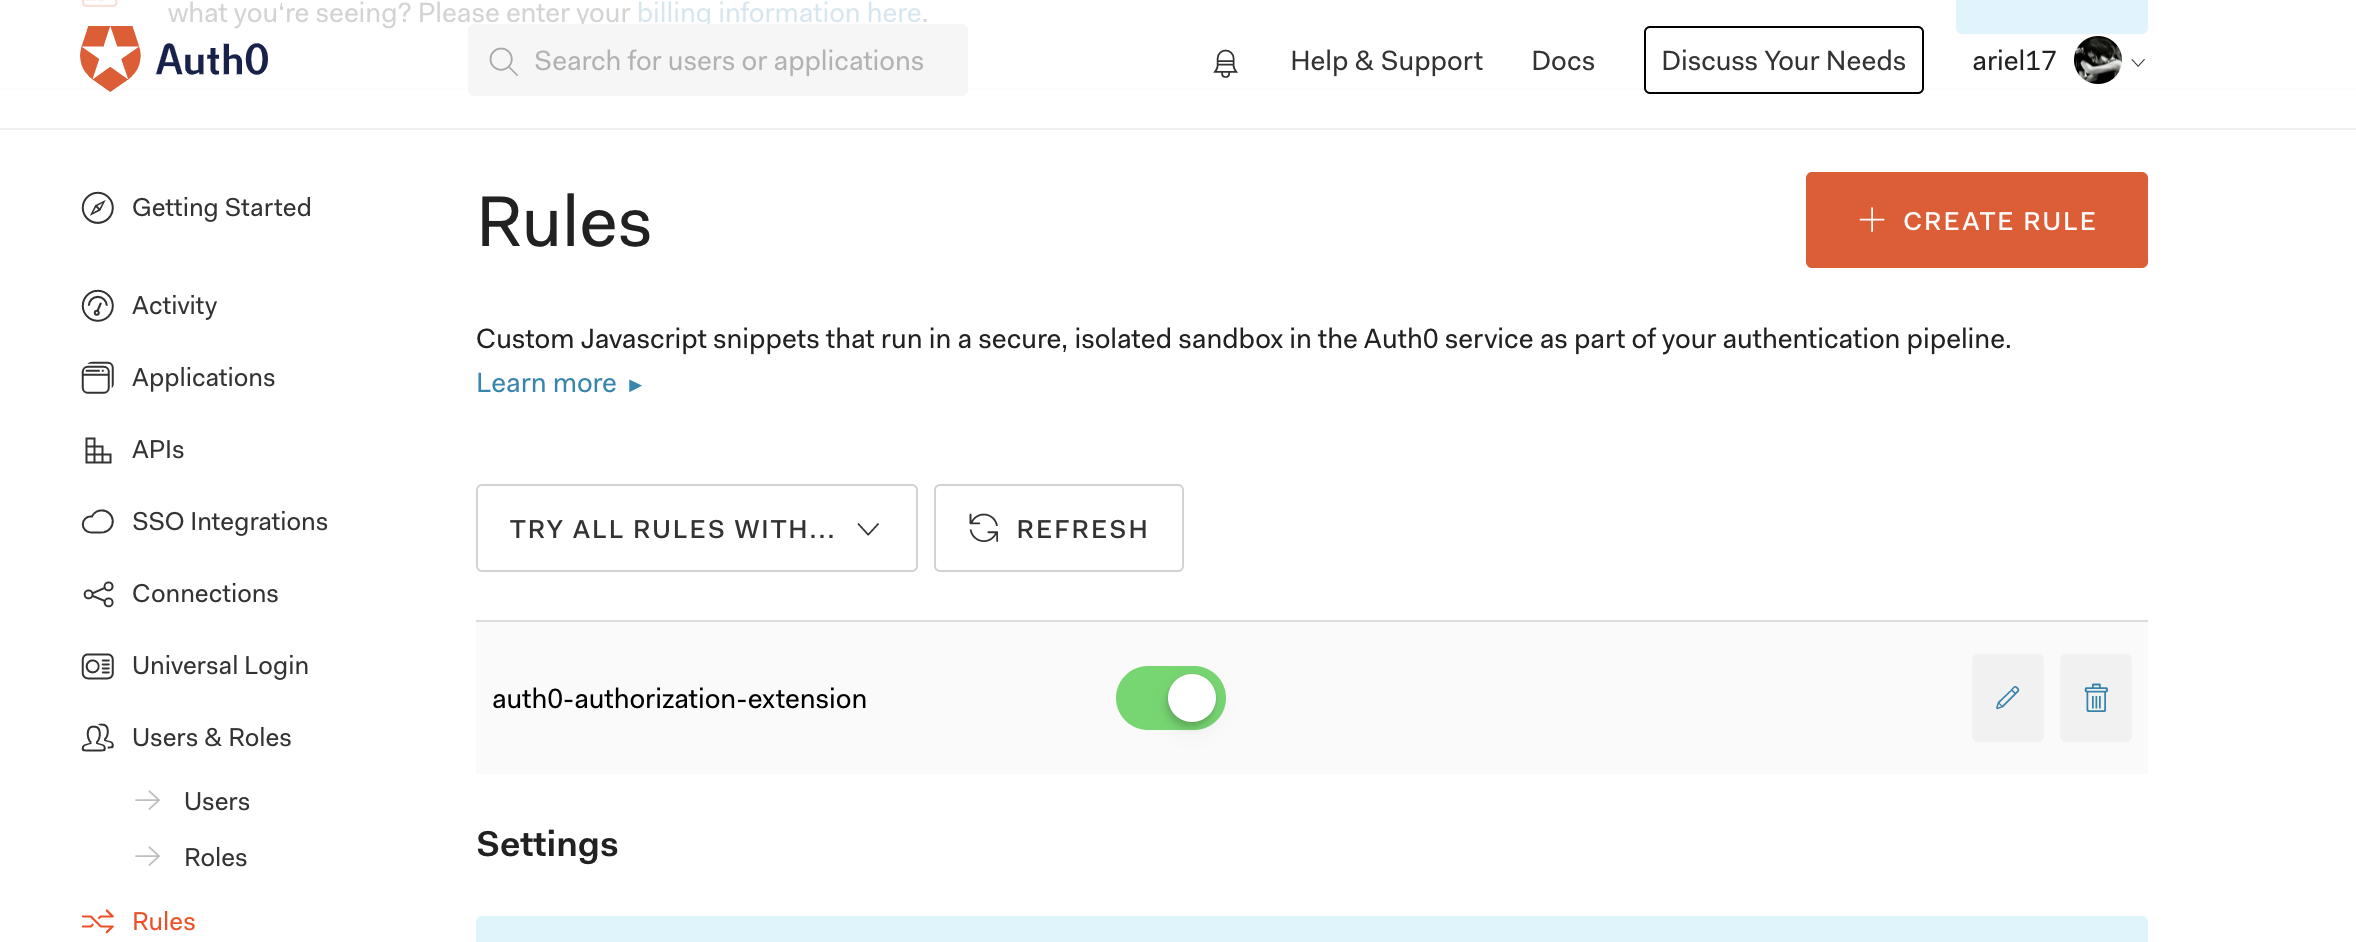 what you're seeing? Please enter your billing information here.
Auth0
Search for users or applications
Help & Support
Docs
Discuss Your Needs
ariel17
Getting Started
Activity
Applications
APIs
SSO Integrations
Connections
Universal Login
Users & Roles
Users
Roles
Rules
Rules
CREATE RULE
Custom Javascript snippets that run in a secure, isolated sandbox in the Auth0 service as part of your authentication pipeline.
Learn more ▸
TRY ALL RULES WITH...
REFRESH
auth0-authorization-extension
Settings